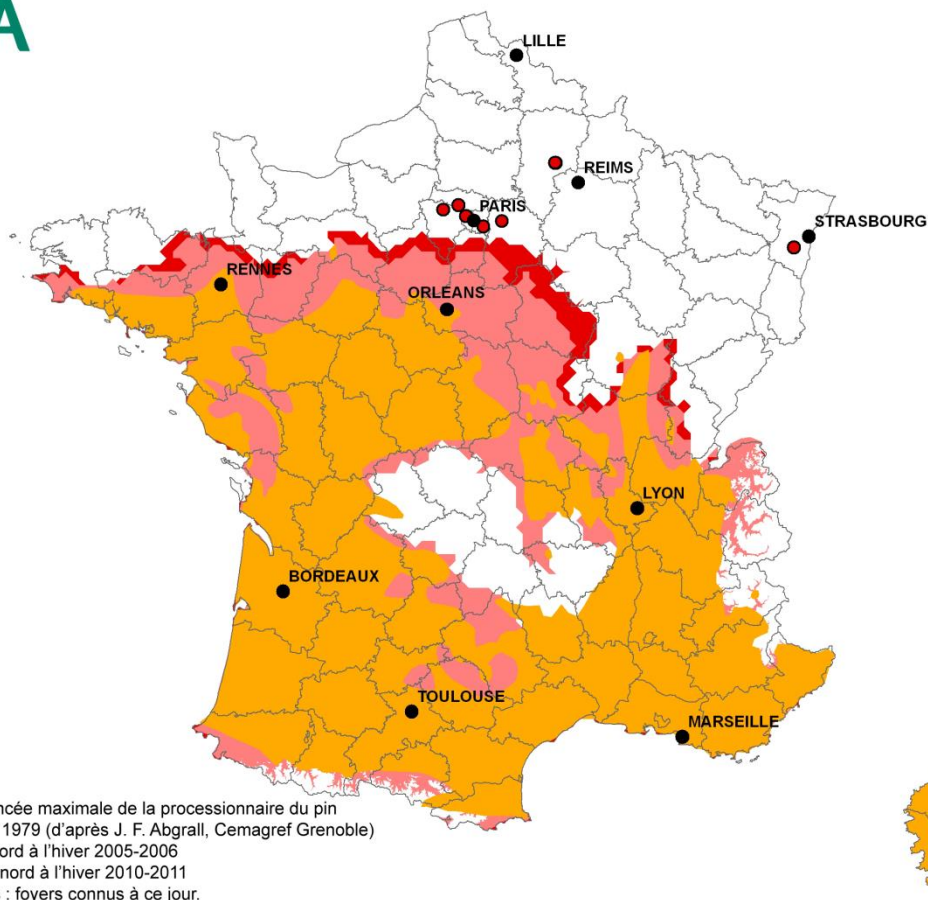 A
LILLE
REIMS
PARIS
STRASBOURG
RENNES
ORLEANS
LYON
BORDEAUX
TOULOUSE
MARSEILLE
ncée maximale de la processionnaire du pin
1979 (d'après J. F. Abgrall, Cemagref Grenoble)
ord à l'hiver 2005-2006
nord à l'hiver 2010-2011
: foyers connus à ce jour.